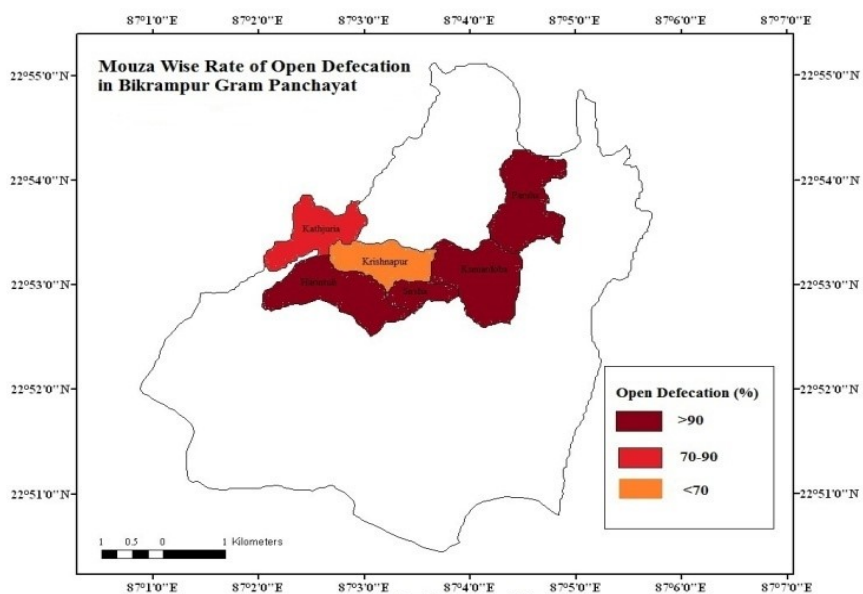 87°1'0"E 87°2'0"E 87°3'0"E 87°4'0"E 87°5'0"E 87°6'0"E 87°7'0"E
Mouza Wise Rate of Open Defecation
in Bikrampur Gram Panchayat
22°55'0"N 22°55'0"N
22°54'0"N 22°54'0"N
Kathjuria
Krishnapur
22°53'0"N 22°53'0"N
22°52'0"N 22°52'0"N
Open Defecation (%)
>90
70-90
<70
22°51'0"N 22°51'0"N
1 0.5 0 1 Kilometers
87°1'0"E 87°2'0"E 87°3'0"E 87°4'0"E 87°5'0"E 87°6'0"E 87°7'0"E